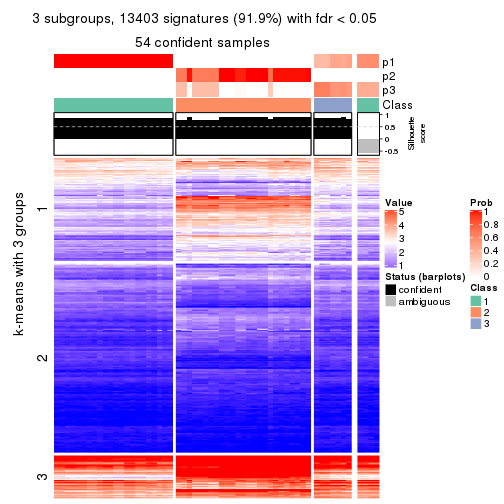 3 subgroups, 13403 signatures (91.9%) with fdr < 0.05
54 confident samples
p1
p2
p3
Class
1
0.5
0
-0.5
Silhouette
score
k-means with 3 groups
1
2
3
Value
5
4
3
2
1
Status (barplots)
confident
ambiguous
Prob
1
0.8
0.6
0.4
0.2
0
Class
1
2
3